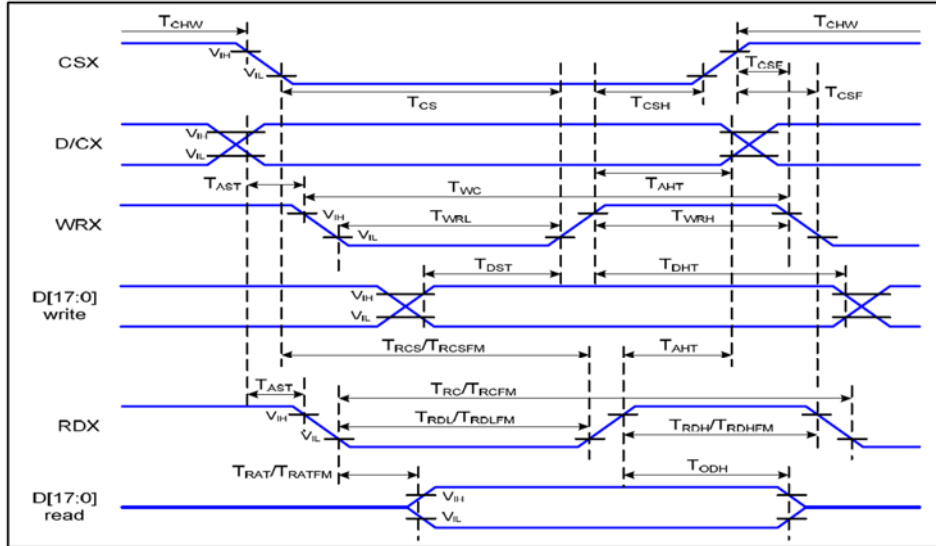 TCHW TCHW
CSX VIH
VIL
TCSF
TCS TCSH TCSF
D/CX VIH
VIL
TAST TWC TAHT
WRX VIH TWRL TWRH
VIL
TDST TDHT
D[17:0] VIH
write VIL
TRCS/TRCSFM TAHT
TAST TRC/TRCFM
RDX VIH TRDL/TRDLFM TRDH/TRDHFM
VIL
TRAT/TRATFM TODH
D[17:0] VIH
read VIL